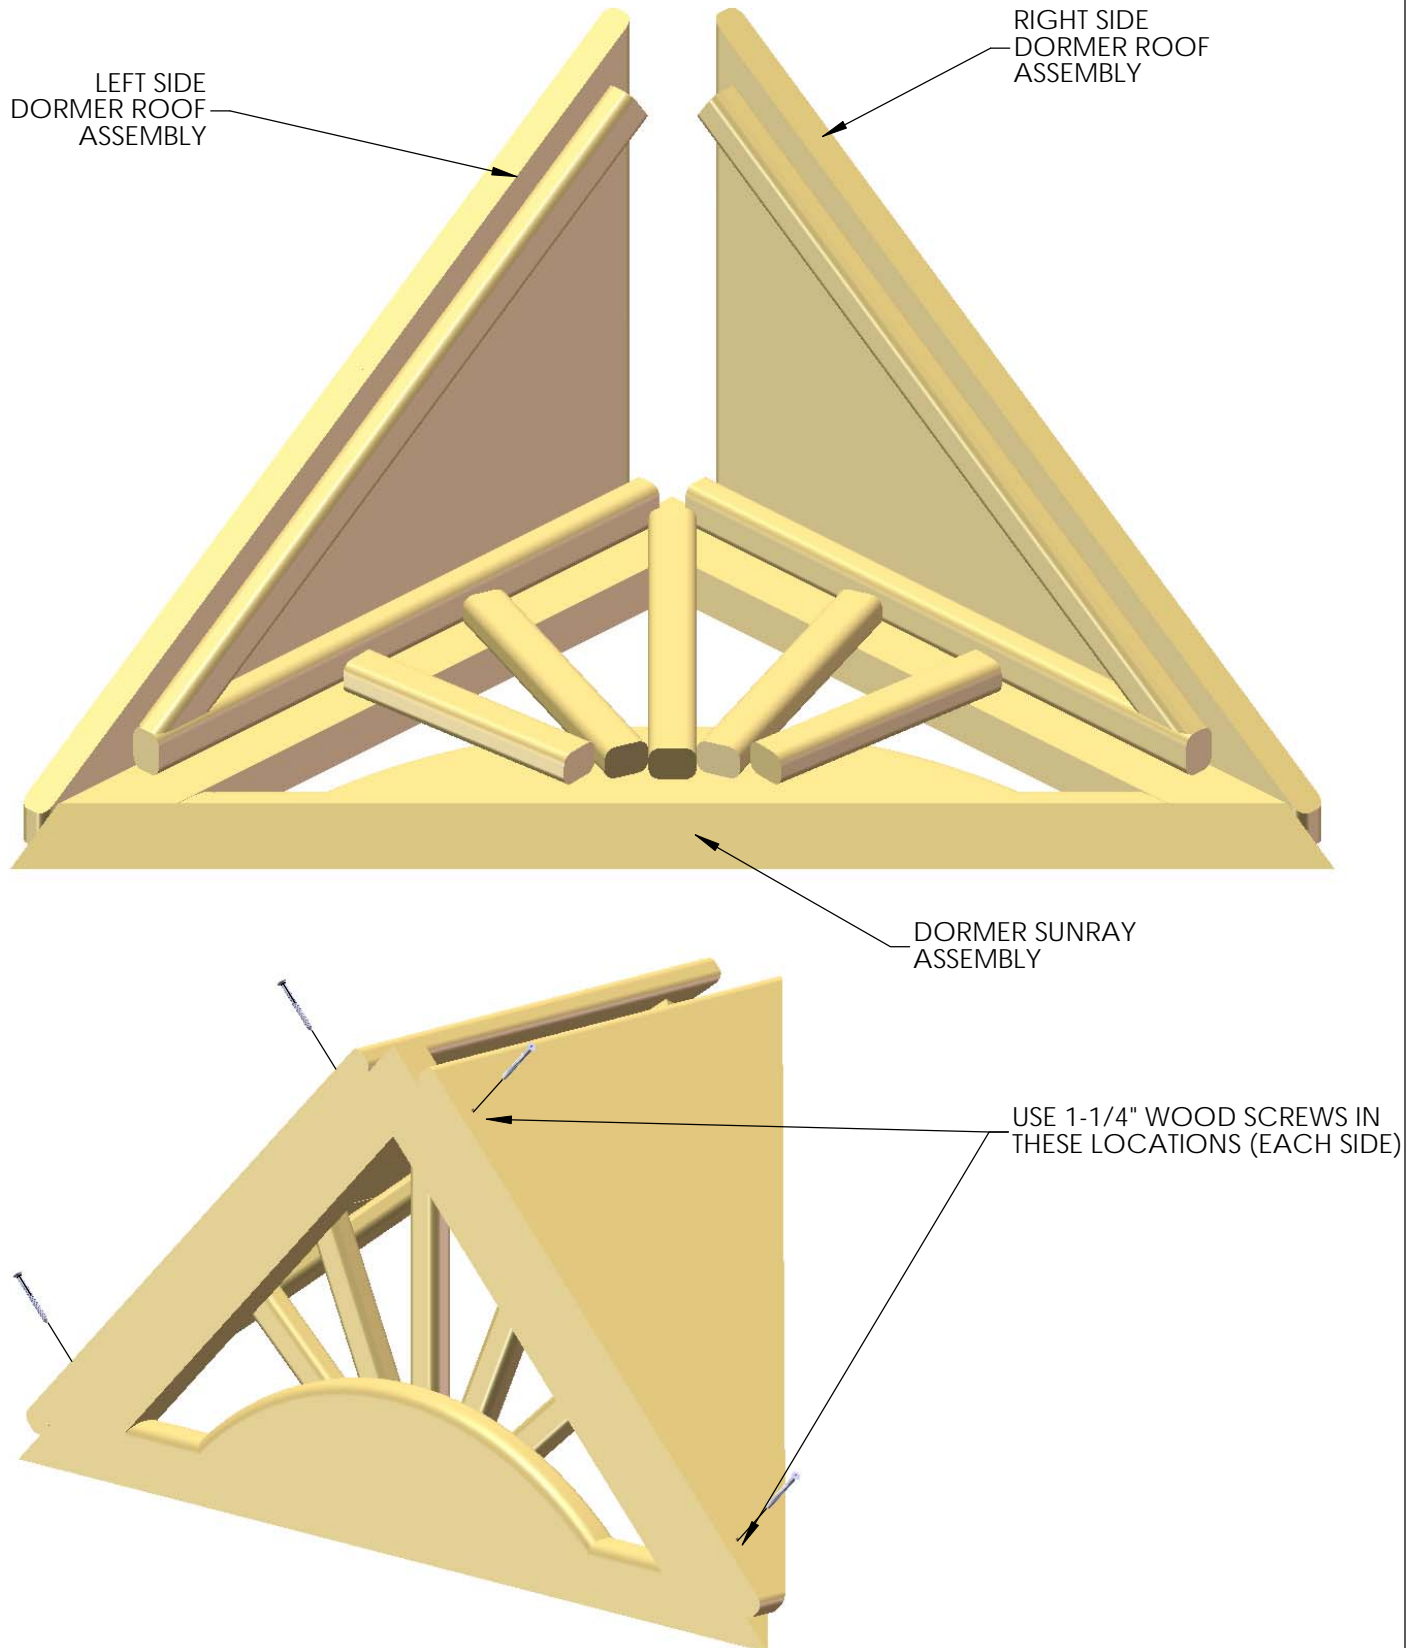 RIGHT SIDE
DORMER ROOF
ASSEMBLY
LEFT SIDE
DORMER ROOF
ASSEMBLY
DORMER SUNRAY
ASSEMBLY
USE 1-1/4" WOOD SCREWS IN
THESE LOCATIONS (EACH SIDE)